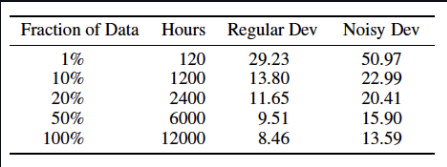 Fraction of Data Hours Regular Dev Noisy Dev
1% 120 29.23 50.97
10% 1200 13.80 22.99
20% 2400 11.65 20.41
50% 6000 9.51 15.90
100% 12000 8.46 13.59